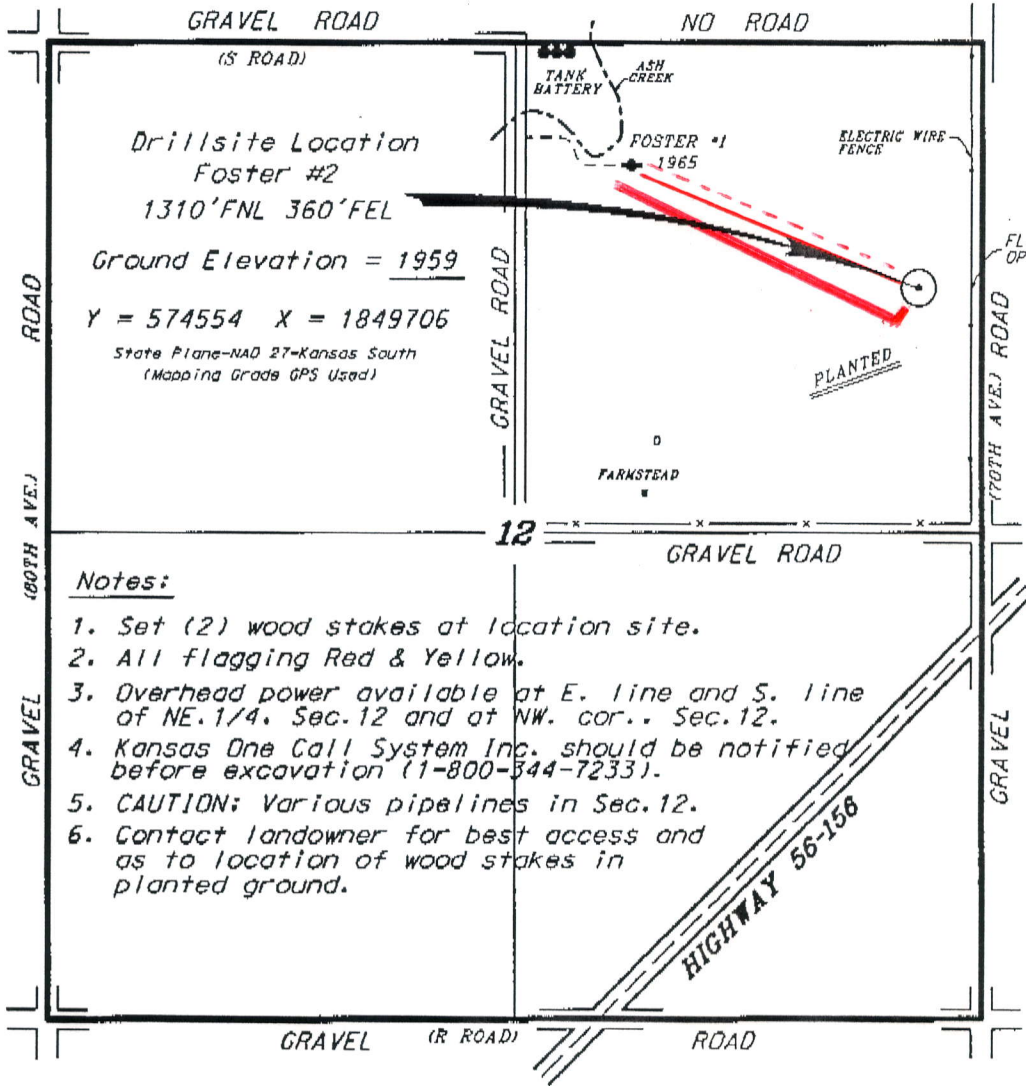 GRAVEL ROAD
NO ROAD
(S ROAD)
TANK
BATTERY
ASH
CREEK
Drillsite Location
Foster #2
1310'FNL 360'FEL
Ground Elevation = 1959
Y = 574554 X = 1849706
State Plane-NAD 27-Kansas South
(Mapping Grade GPS Used)
FOSTER #1
1965
ELECTRIC WIRE
FENCE
FL
OP
PLANTED
GRAVEL ROAD
FARMSTEAD
12
GRAVEL (80TH AVE.) ROAD
GRAVEL (70TH AVE.) ROAD
GRAVEL ROAD
Notes:
1. Set (2) wood stakes at location site.
2. All flagging Red & Yellow.
3. Overhead power available at E. line and S. line
of NE.1/4. Sec.12 and at NW. cor.. Sec.12.
4. Kansas One Call System Inc. should be notified
before excavation (1-800-344-7233).
5. CAUTION: Various pipelines in Sec.12.
6. Contact landowner for best access and
as to location of wood stakes in
planted ground.
HIGHWAY 56-156
GRAVEL (R ROAD) ROAD